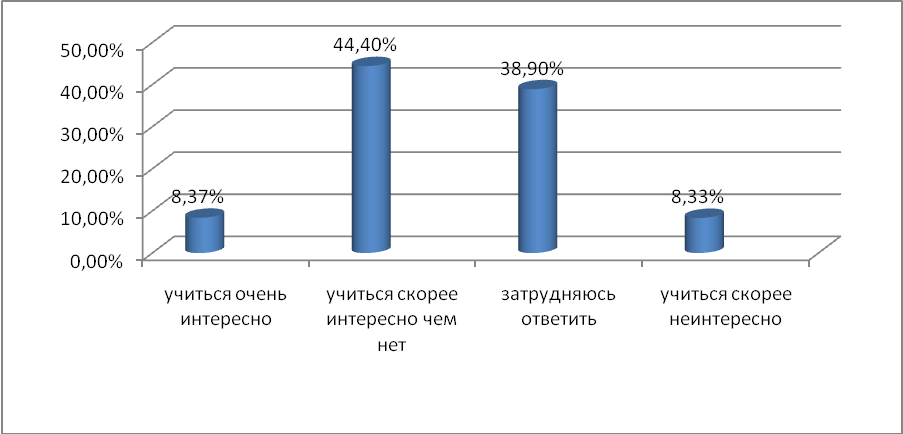 50,00%
40,00%
30,00%
20,00%
10,00%
0,00%
8,37%
44,40%
38,90%
8,33%
учиться очень
интересно
учиться скорее
интересно чем
нет
затрудняюсь
ответить
учиться скорее
неинтересно